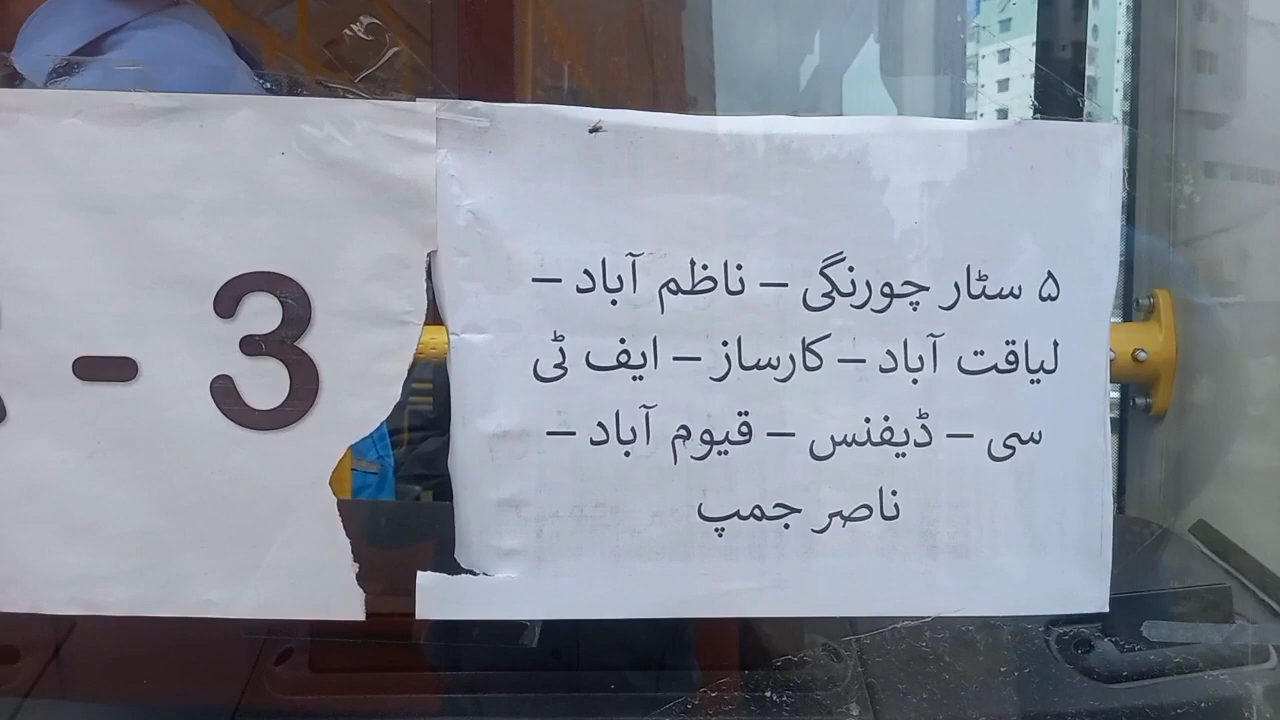 - 3
۵ سٹار چورنگی – ناظم آباد –
لیاقت آباد – کارساز – ایف ٹی
سی – ڈیفنس – قیوم آباد –
ناصر جمپ